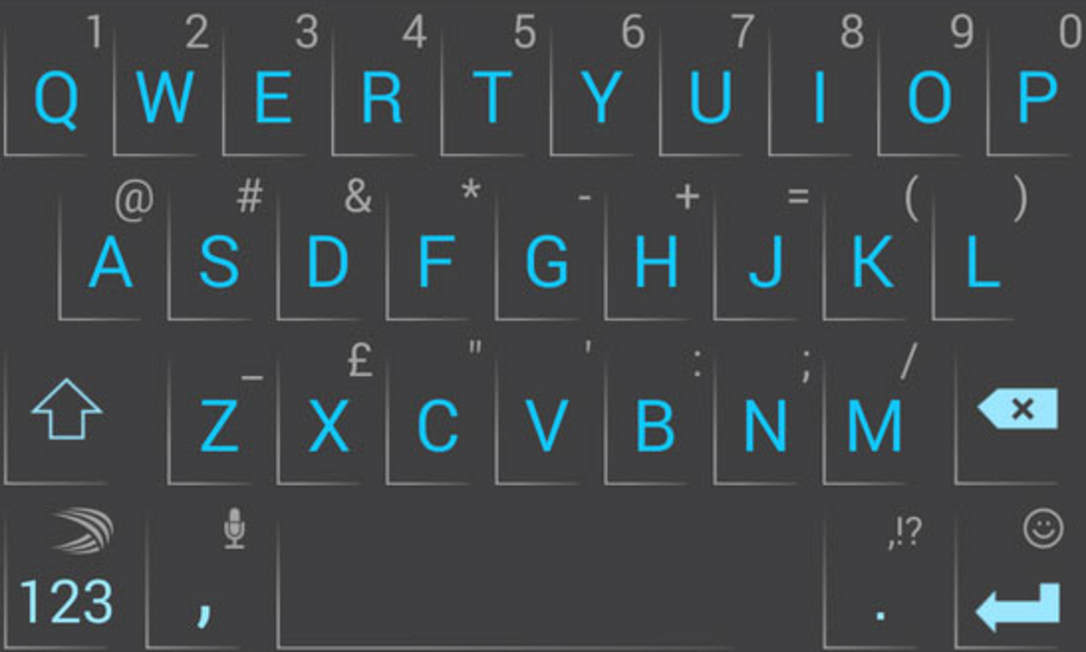 1 2 3 4 5 6 7 8 9 0
Q W E R T Y U I O P
@ # & * - + = ( )
A S D F G H J K L
_ £ " ' : ; /
Z X C V B N M
,!?
123 , .